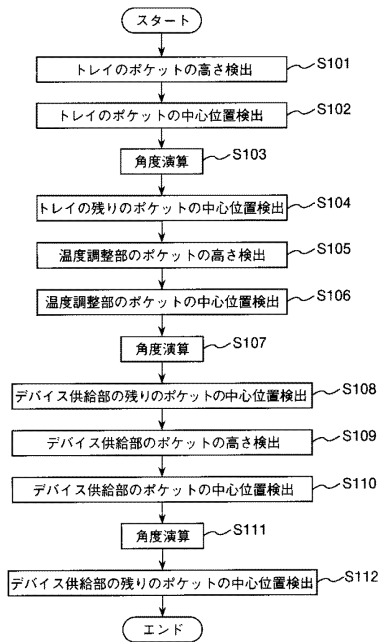 スタート
トレイのポケットの高さ検出 S101
トレイのポケットの中心位置検出 S102
角度演算 S103
トレイの残りのポケットの中心位置検出 S104
温度調整部のポケットの高さ検出 S105
温度調整部のポケットの中心位置検出 S106
角度演算 S107
デバイス供給部の残りのポケットの中心位置検出 S108
デバイス供給部のポケットの高さ検出 S109
デバイス供給部のポケットの中心位置検出 S110
角度演算 S111
デバイス供給部の残りのポケットの中心位置検出 S112
エンド